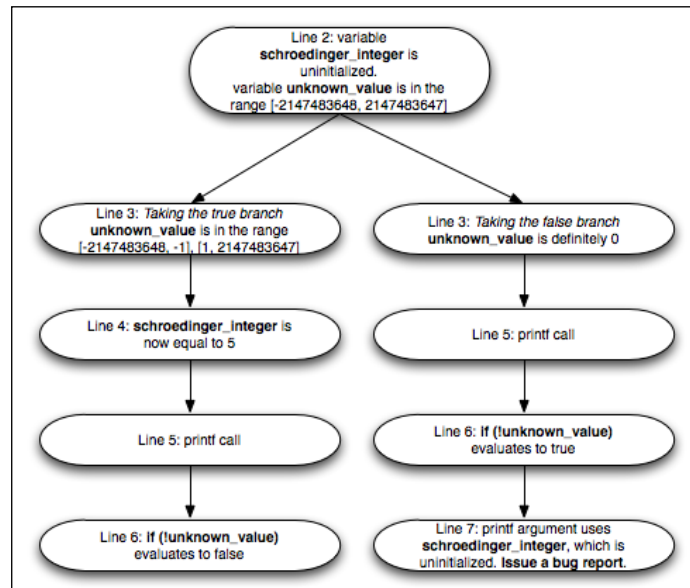 Line 2: variable
schroedinger_integer is
uninitialized.
variable unknown_value is in the
range [-2147483648, 2147483647]
Line 3: Taking the true branch
unknown_value is in the range
[-2147483648, -1], [1, 2147483647]
Line 3: Taking the false branch
unknown_value is definitely 0
Line 4: schroedinger_integer is
now equal to 5
Line 5: printf call
Line 5: printf call
Line 6: if (!unknown_value)
evaluates to true
Line 6: if (!unknown_value)
evaluates to false
Line 7: printf argument uses
schroedinger_integer, which is
uninitialized. Issue a bug report.